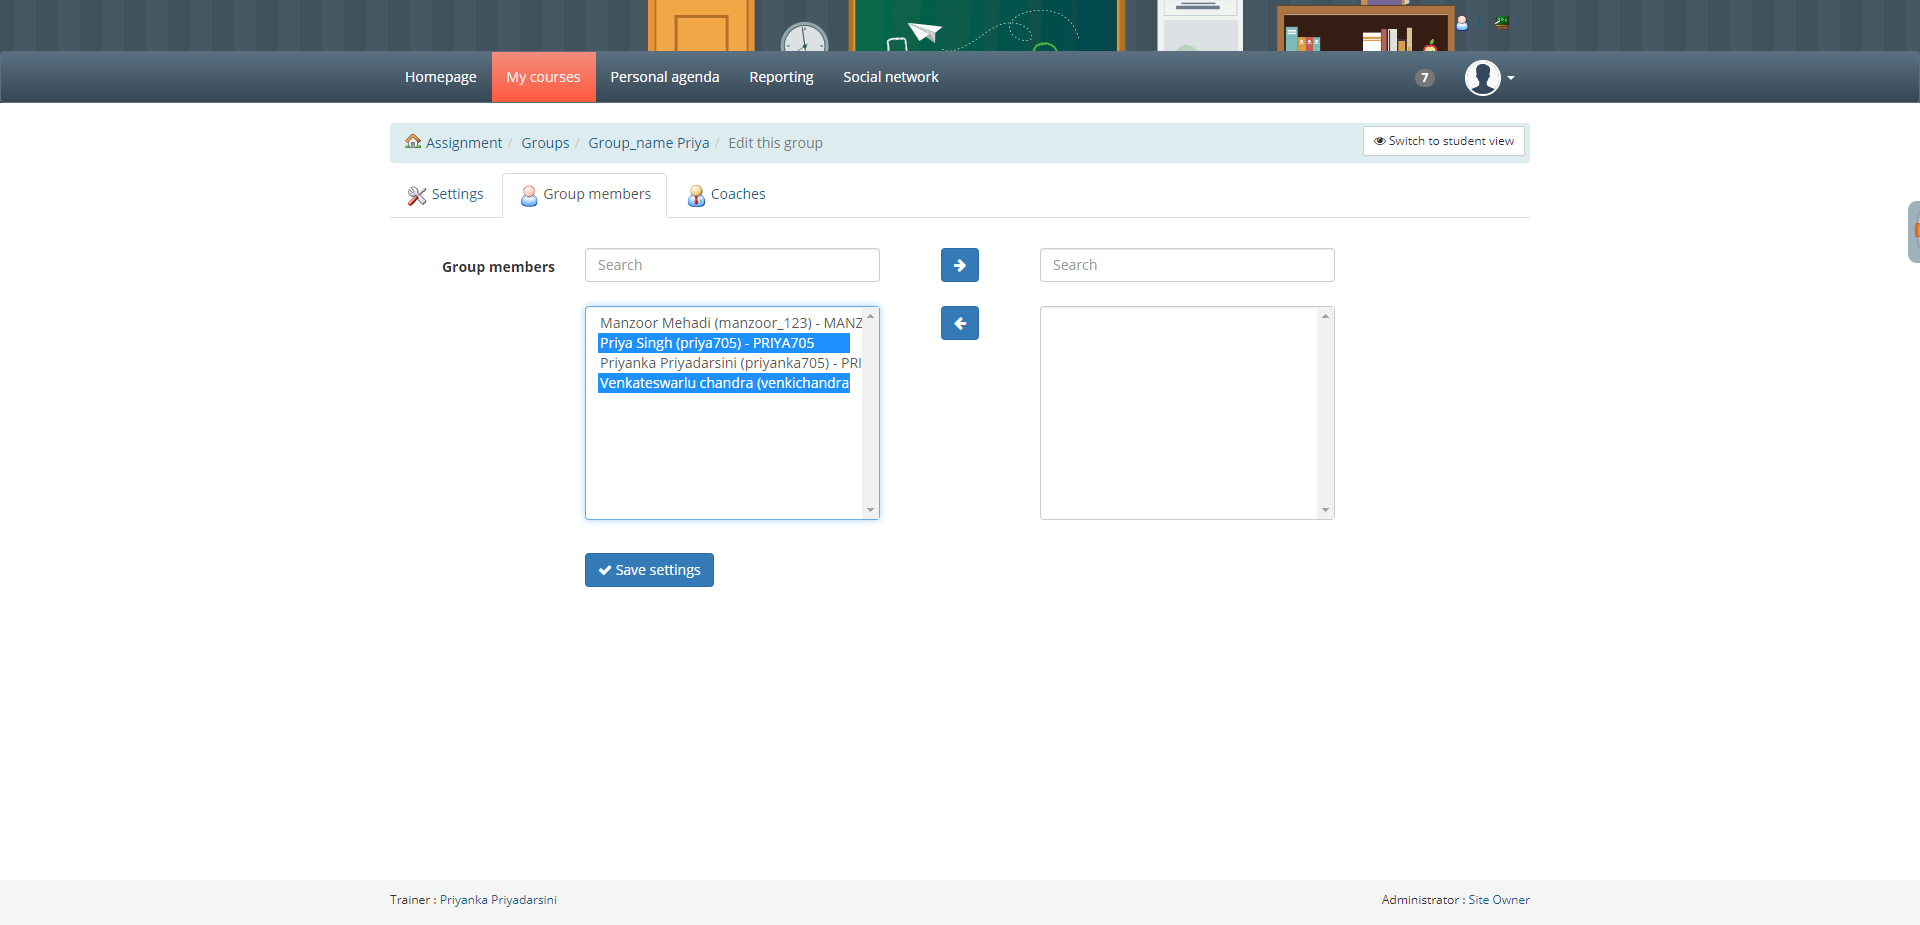 Homepage My courses Personal agenda Reporting Social network 7
Assignment / Groups / Group_name Priya / Edit this group Switch to student view
Settings Group members Coaches
Group members Search Search
Manzoor Mehadi (manzoor_123) - MANZ
Priya Singh (priya705) - PRIYA705
Priyanka Priyadarsini (priyanka705) - PRI
Venkateswarlu chandra (venkichandra
Save settings
Trainer : Priyanka Priyadarsini Administrator : Site Owner